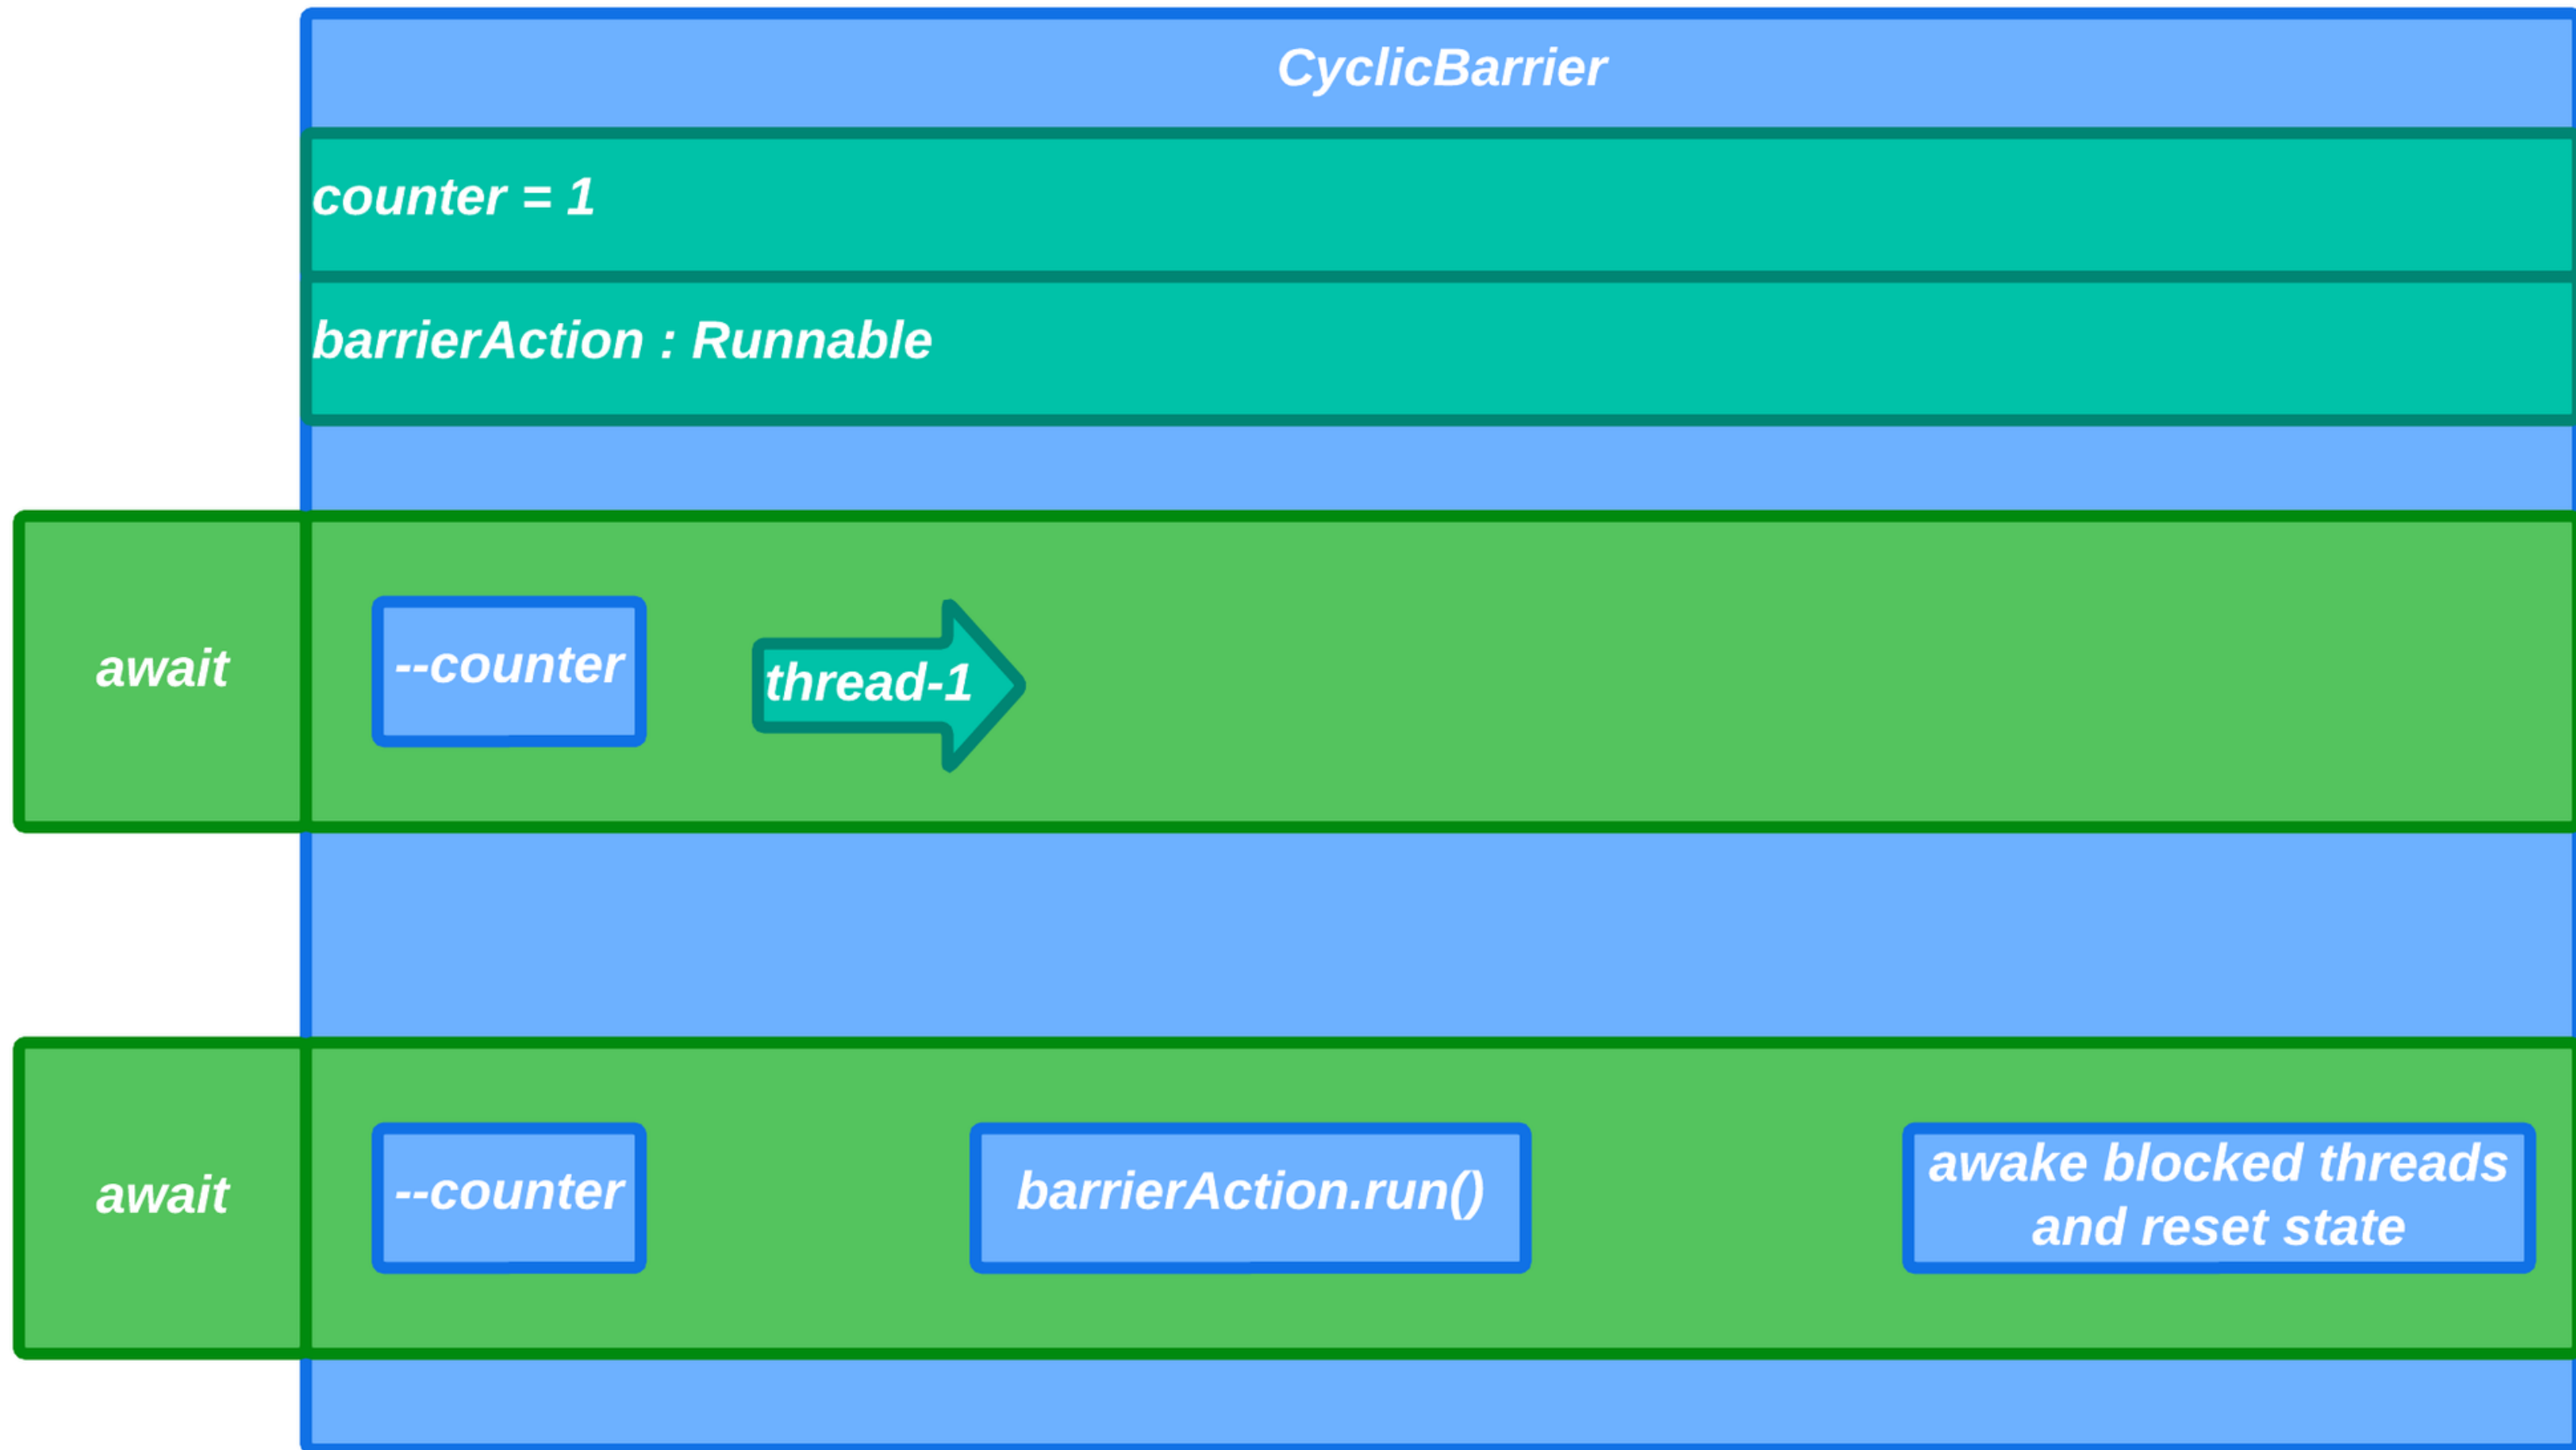 CyclicBarrier
counter = 1
barrierAction : Runnable
await
--counter
thread-1
await
--counter
barrierAction.run()
awake blocked threads
and reset state